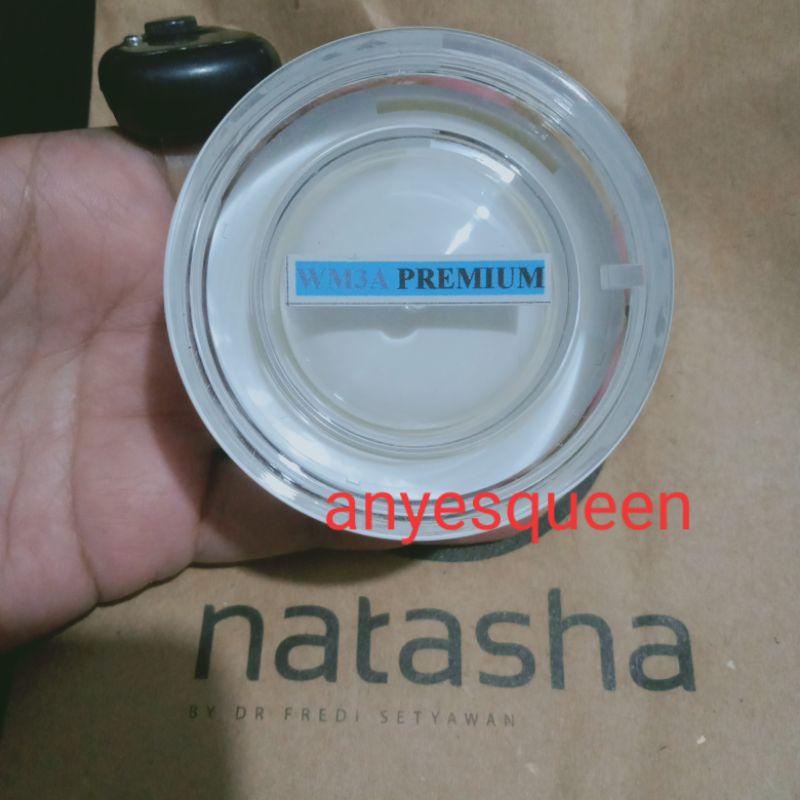 WM3A PREMIUM
anyesqueen
natasha
BY DR FREDI SETYAWAN